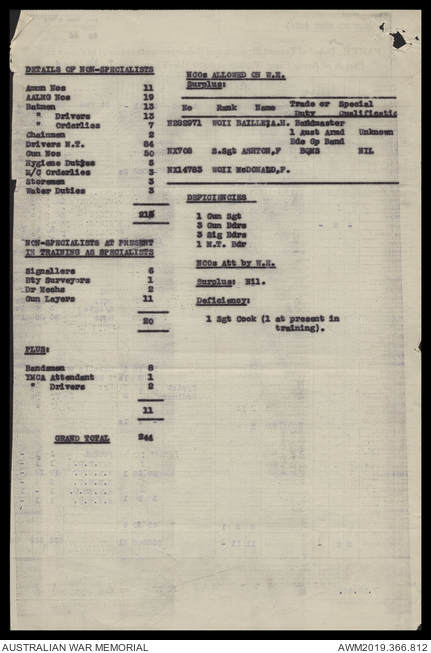 DETAILS OF NON-SPECIALISTS
Ammn Nos 11
AALMG Nos 19
Batmen 13
" Drivers 13
" Orderlies 7
Chainmen 2
Drivers M.T. 84
Gun Nos 50
Hygiene Duties 5
R/C Orderlies 3
Storemen 3
Water Duties 3
213
NON-SPECIALISTS AT PRESENT
IN TRAINING AS SPECIALISTS
Signallers 6
Bty Surveyors 1
Dr Mechs 2
Gun Layers 11
20
PLUS:
Bandsmen 8
YMCA Attendant 1
" Drivers 2
11
GRAND TOTAL 244
NCOs ALLOWED ON W.E.
Surplus:
No Rank Name Trade or Special
Duty Qualificatio
N282971 WOII BAILLE:A.H. Bandmaster
1 Aust Armd Unknown
Bde Gp Band
NX708 S.Sgt ASHTON,F BQMS NIL
NX14783 WOII McDONALD,F.
DEFICIENCIES
1 Gun Sgt
3 Gun Bdrs
3 Sig Bdrs
1 M.T. Bdr
NCOs Att by W.E.
Surplus: Nil.
Deficiency:
1 Sgt Cook (1 at present in
training).
AUSTRALIAN WAR MEMORIAL
AWM2019.366.812